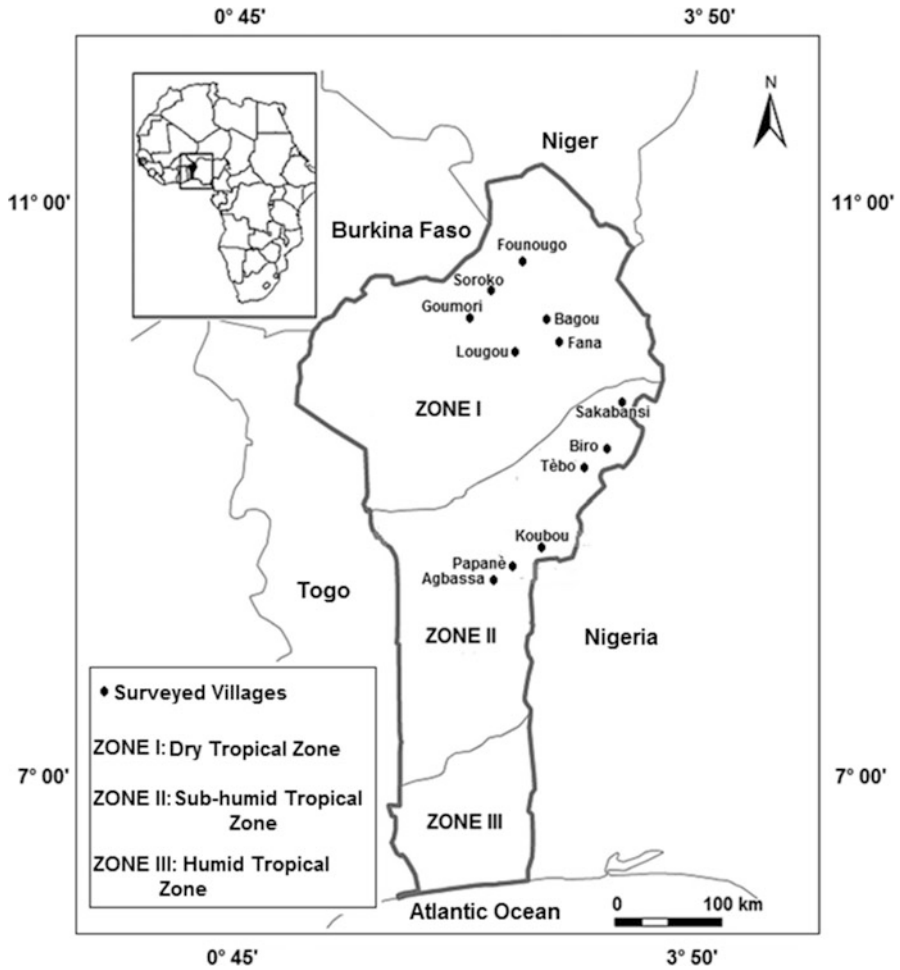 0° 45'
3° 50'
N
Niger
11° 00'
11° 00'
Burkina Faso
Founougo
Soroko
Goumori
Bagou
Fana
Lougou
ZONE I
Sakabansi
Biro
Tèbo
Koubou
Papanè
Agbassa
Togo
ZONE II
Nigeria
Surveyed Villages
ZONE I: Dry Tropical Zone
7° 00'
7° 00'
ZONE II: Sub-humid Tropical
Zone
ZONE III
ZONE III: Humid Tropical
Zone
0
100 km
Atlantic Ocean
0° 45'
3° 50'